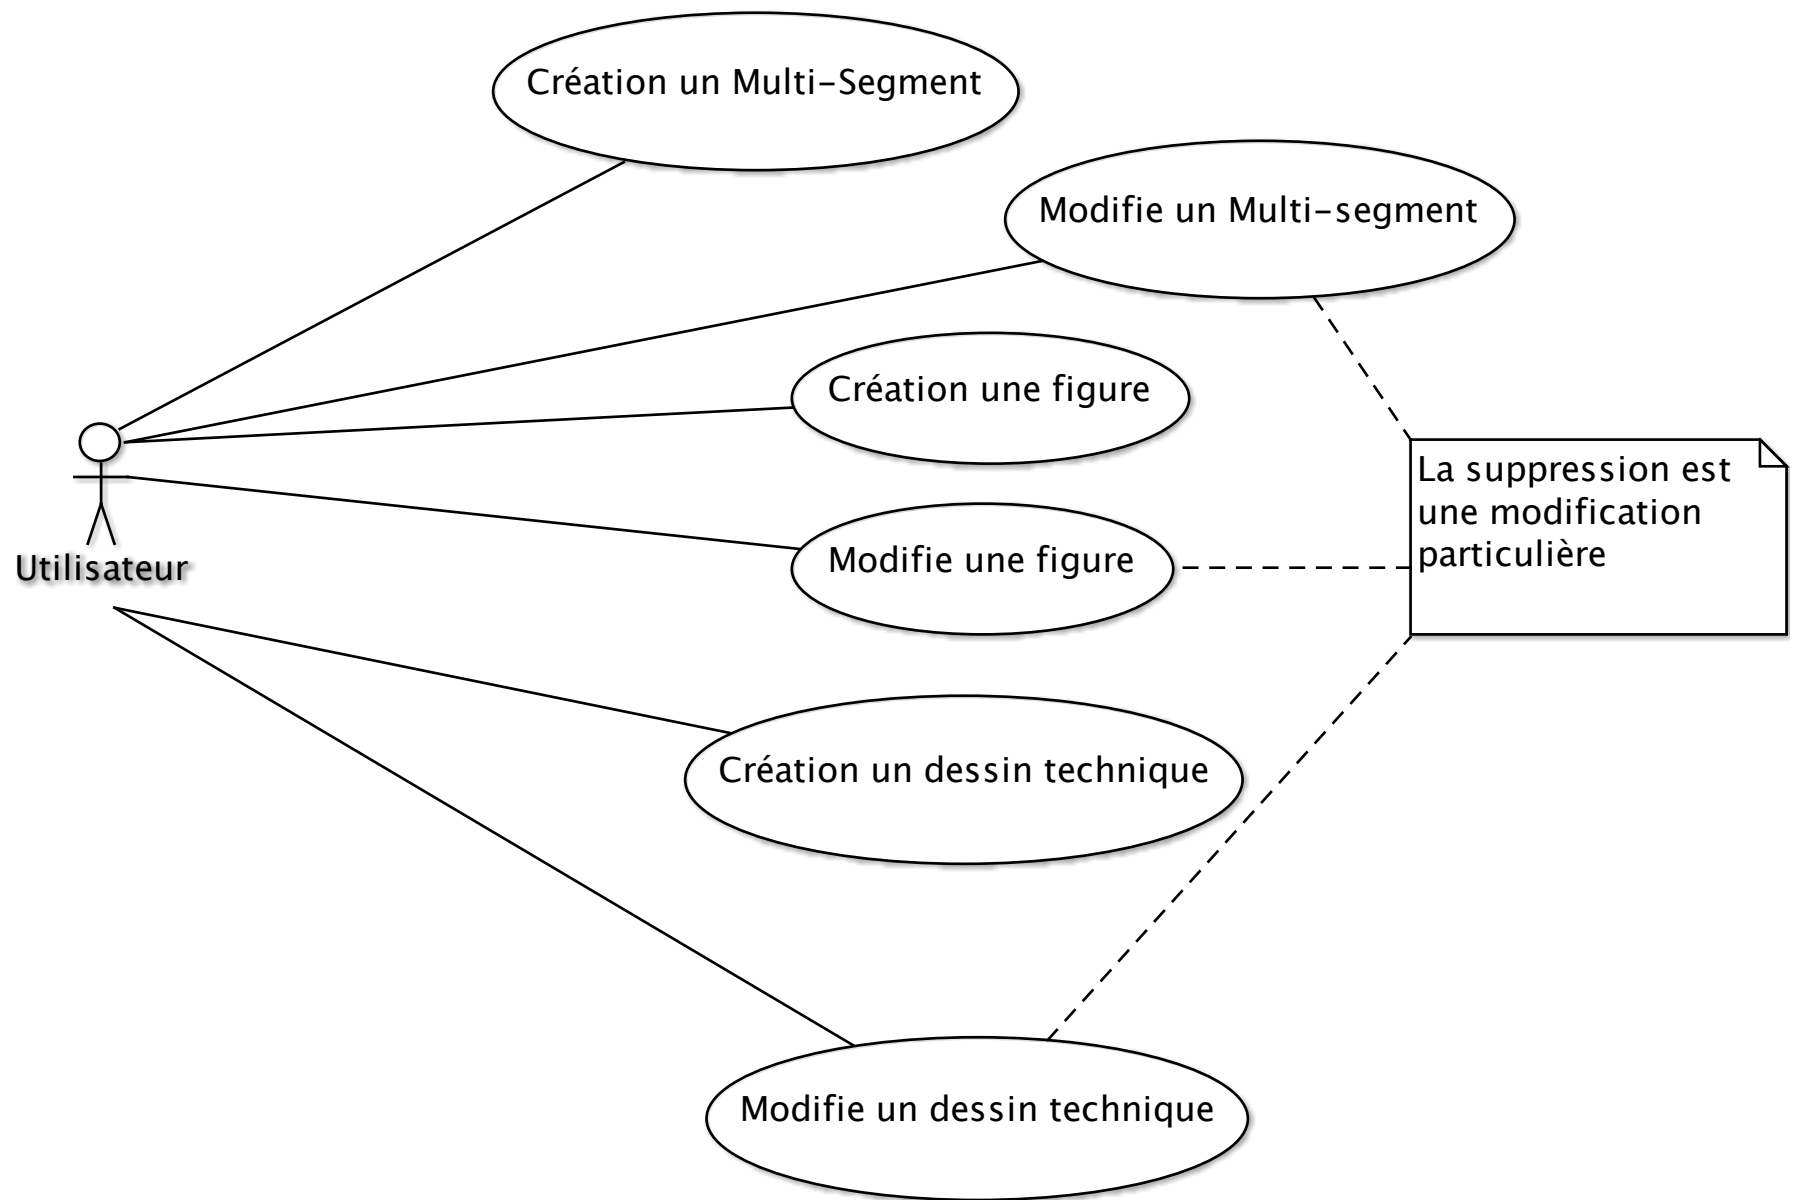 Création un Multi-Segment
Modifie un Multi-segment
Création une figure
La suppression est
une modification
particulière
Modifie une figure
Utilisateur
Création un dessin technique
Modifie un dessin technique